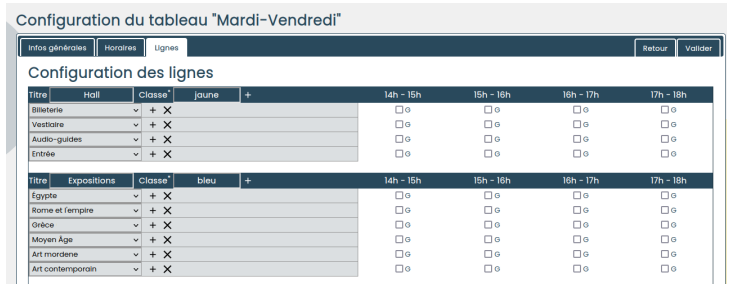 Configuration du tableau "Mardi-Vendredi"
Infos générales Horaires Lignes Retour Valider
Configuration des lignes
Titre Hall Classe* jaune + 14h - 15h 15h - 16h 16h - 17h 17h - 18h
Billeterie + X G G G G
Vestiaire + X G G G G
Audio-guides + X G G G G
Entrée + X G G G G
Titre Expositions Classe* bleu + 14h - 15h 15h - 16h 16h - 17h 17h - 18h
Égypte + X G G G G
Rome et l'empire + X G G G G
Grèce + X G G G G
Moyen Âge + X G G G G
Art mordene + X G G G G
Art contemporain + X G G G G